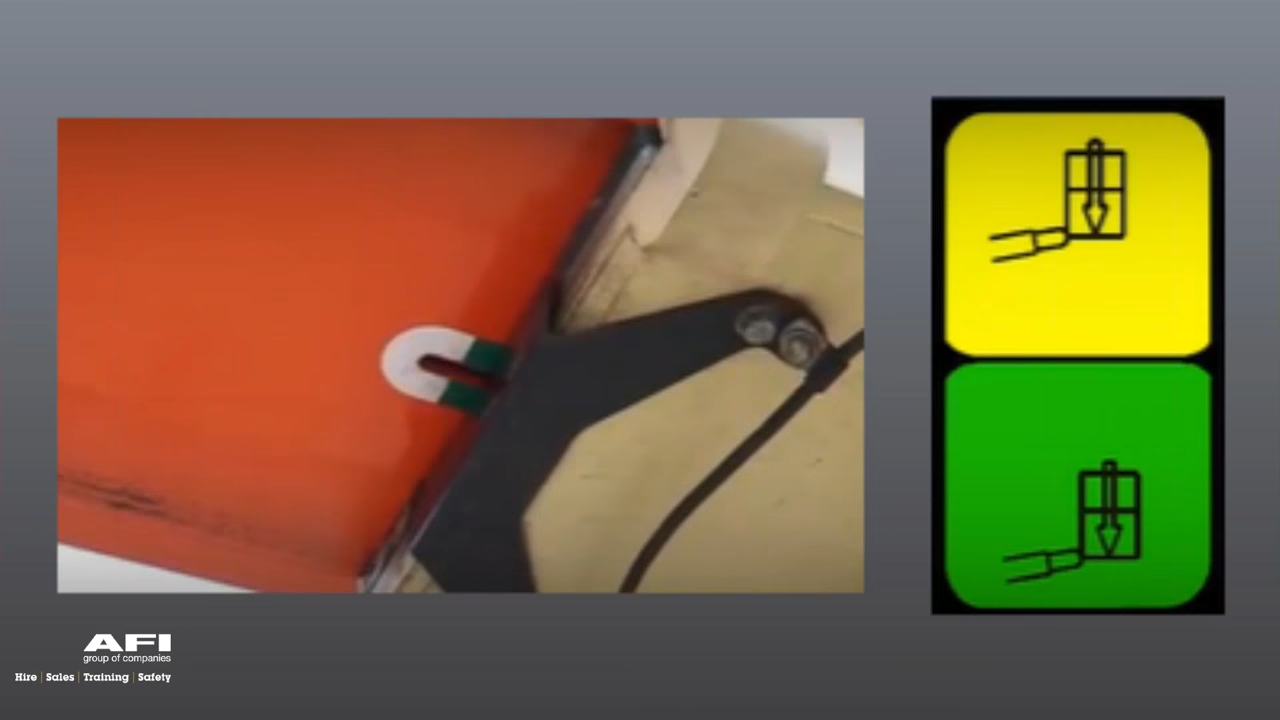 AFI
group of companies
Hire | Sales | Training | Safety